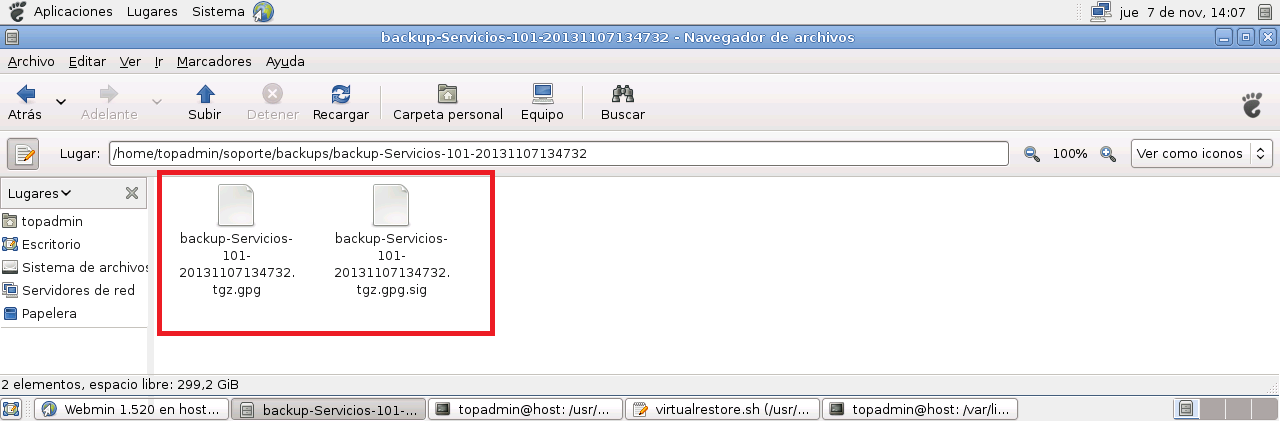 Aplicaciones Lugares Sistema jue 7 de nov, 14:07
backup-Servicios-101-20131107134732 - Navegador de archivos
Archivo Editar Ver Ir Marcadores Ayuda
Atrás Adelante Subir Detener Recargar Carpeta personal Equipo Buscar
Lugar: /home/topadmin/soporte/backups/backup-Servicios-101-20131107134732 100% Ver como iconos
Lugares
topadmin
Escritorio
Sistema de archivos
Servidores de red
Papelera
backup-Servicios-
101-
20131107134732.
tgz.gpg
backup-Servicios-
101-
20131107134732.
tgz.gpg.sig
2 elementos, espacio libre: 299,2 GiB
Webmin 1.520 en host... backup-Servicios-101-... topadmin@host: /usr/... virtualrestore.sh (/usr/... topadmin@host: /var/li...